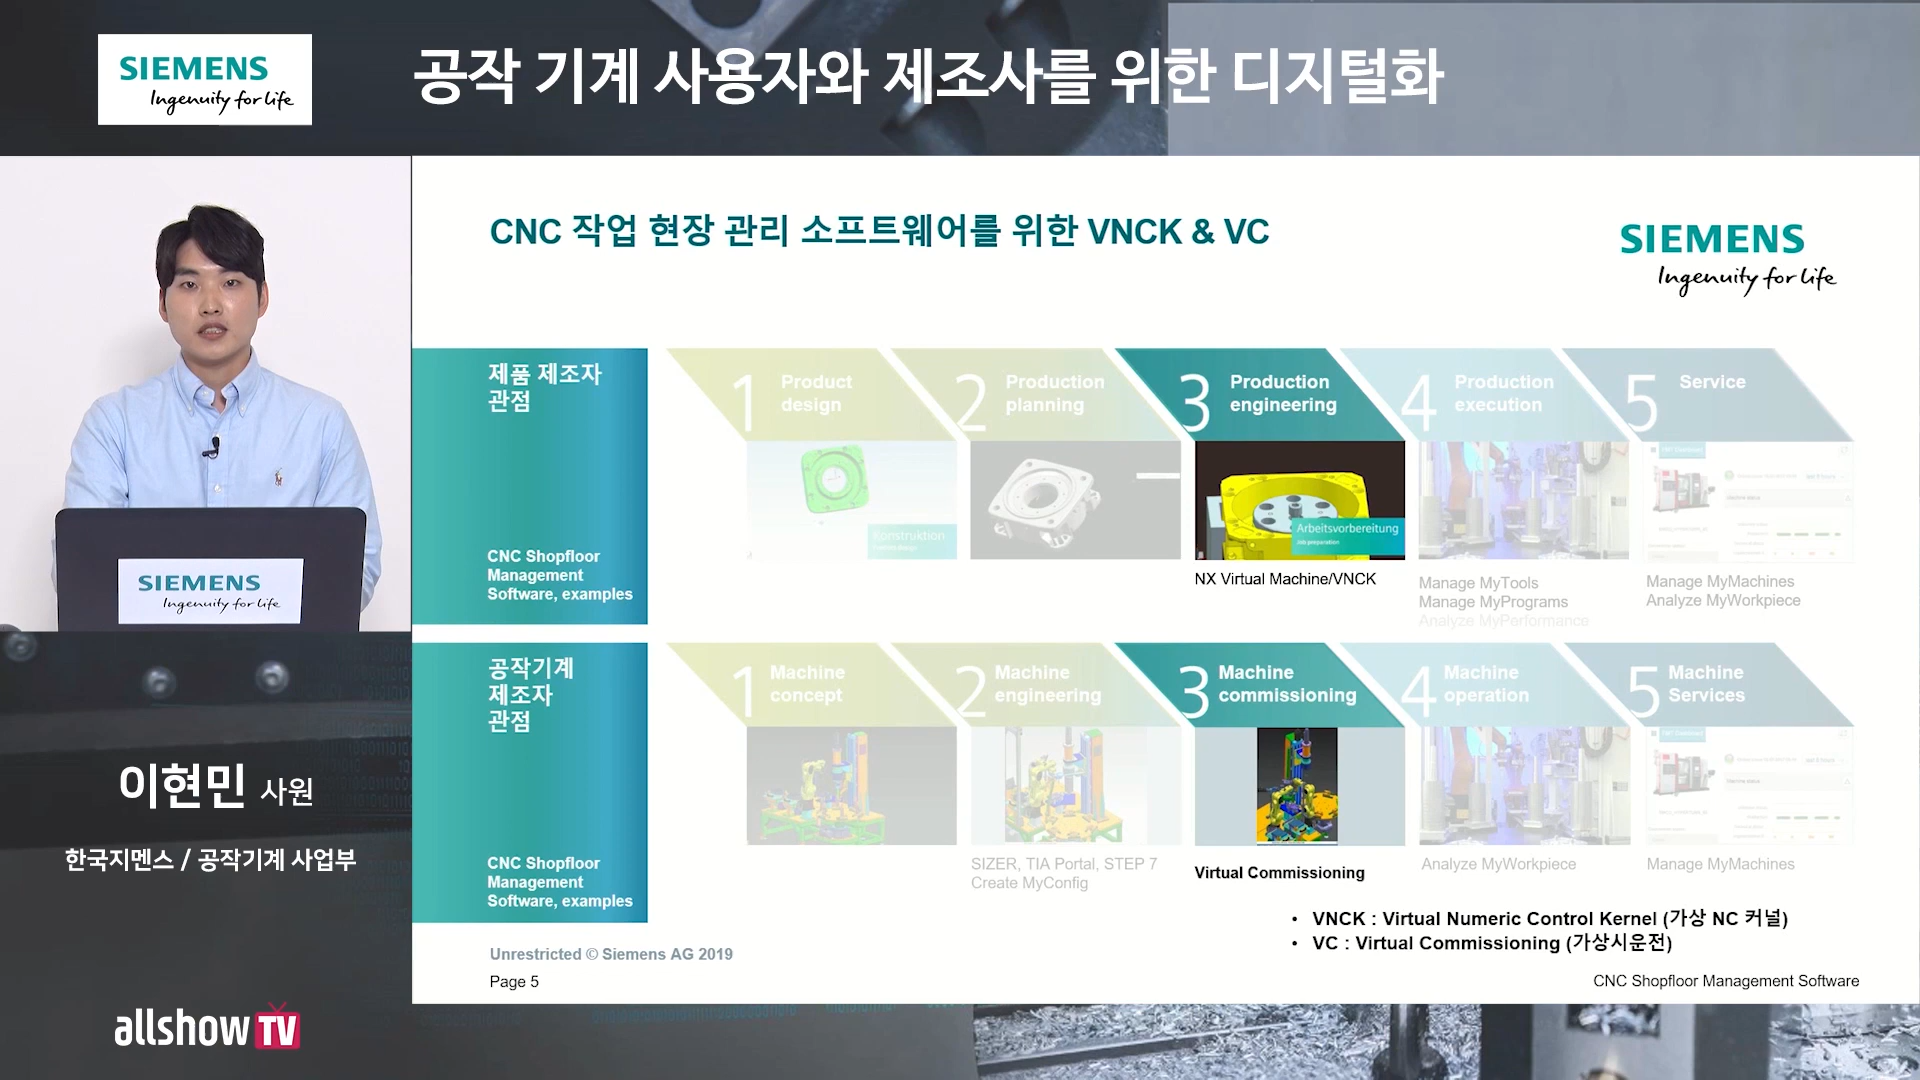 SIEMENS
Ingenuity for life
공작 기계 사용자와 제조사를 위한 디지털화
CNC 작업 현장 관리 소프트웨어를 위한 VNCK & VC
SIEMENS
Ingenuity for life
제품 제조자
관점
CNC Shopfloor
Management
Software, examples
1 Product
design
2 Production
planning
3 Production
engineering
4 Production
execution
5 Service
Konstruktion
Arbeitsvorbereitung
Job preparation
NX Virtual Machine/VNCK
Manage MyTools
Manage MyPrograms
Analyze MyPorformance
Manage MyMachines
Analyze MyWorkpiece
공작기계
제조자
관점
CNC Shopfloor
Management
Software, examples
1 Machine
concept
2 Machine
engineering
3 Machine
commissioning
4 Machine
operation
5 Machine
Services
SIZER, TIA Portal, STEP 7
Create MyConfig
Virtual Commissioning
Analyze MyWorkpiece
Manage MyMachines
• VNCK : Virtual Numeric Control Kernel (가상 NC 커널)
• VC : Virtual Commissioning (가상시운전)
Unrestricted © Siemens AG 2019
Page 5
CNC Shopfloor Management Software
SIEMENS
Ingenuity for life
이현민 사원
한국지멘스 / 공작기계 사업부
allshow TV